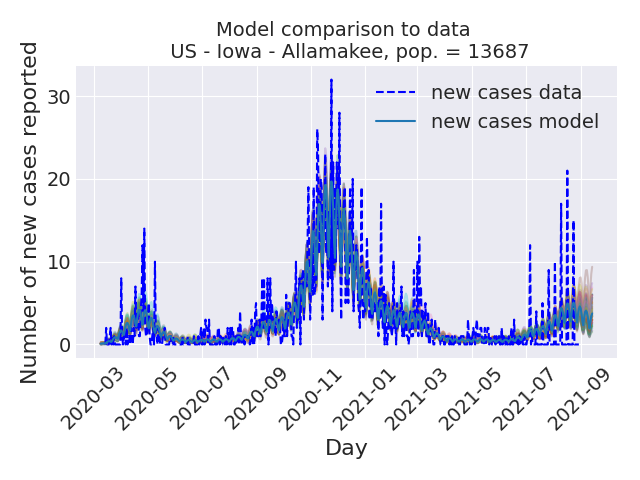 Model comparison to data
US - Iowa - Allamakee, pop. = 13687
Number of new cases reported
30
20
10
0
new cases data
new cases model
2020-03
2020-05
2020-07
2020-09
2020-11
2021-01
2021-03
2021-05
2021-07
2021-09
Day